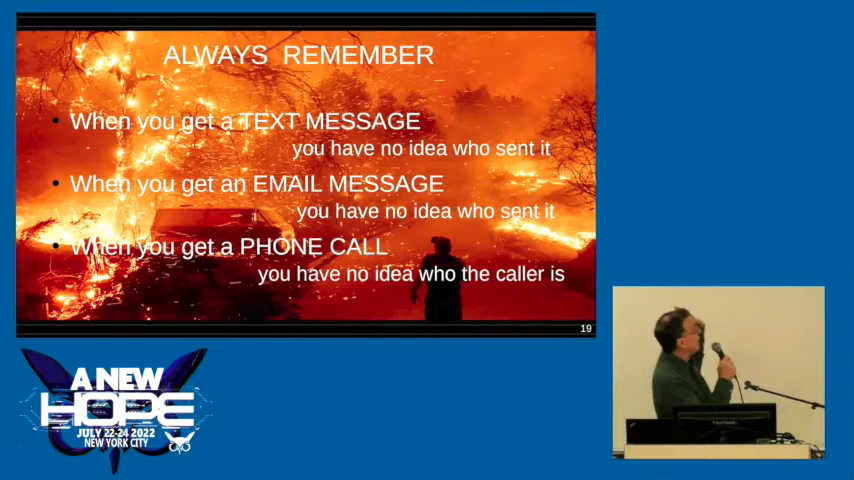 ALWAYS REMEMBER
• When you get a TEXT MESSAGE
you have no idea who sent it
• When you get an EMAIL MESSAGE
you have no idea who sent it
• When you get a PHONE CALL
you have no idea who the caller is
19
A NEW
HOPE
JULY 22-24 2022
NEW YORK CITY
ViewSonic